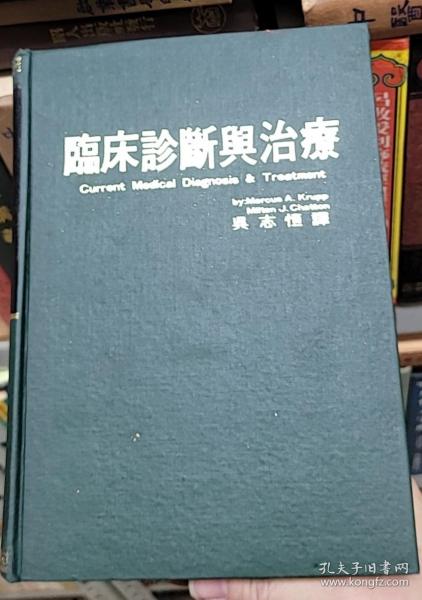 臨床診斷與治療
Current Medical Diagnosis & Treatment
by:Marcus A. Krupp
Milton J. Chatton
吳志恒譯
孔夫子旧书网
www.kongfz.com